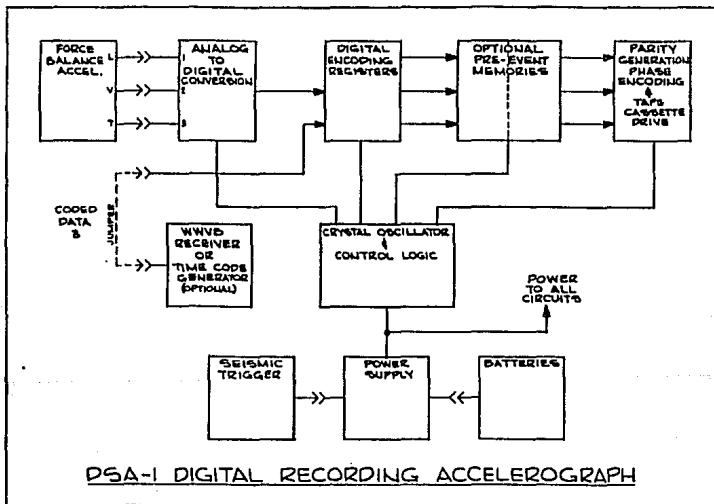 FORCE
BALANCE
ACCEL.
L
V
T
1
2
3
ANALOG
TO
DIGITAL
CONVERSION
DIGITAL
ENCODING
REGISTERS
OPTIONAL
PRE-EVENT
MEMORIES
PARITY
GENERATION
PHASE
ENCODING
&
TAPE
CASSETTE
DRIVE
CODED
DATA
JUMPER
WWVB
RECEIVER
OR
TIME CODE
GENERATOR
(OPTIONAL)
CRYSTAL OSCILLATOR
&
CONTROL LOGIC
POWER
TO ALL
CIRCUITS
SEISMIC
TRIGGER
POWER
SUPPLY
BATTERIES
DSA-1 DIGITAL RECORDING ACCELEROGRAPH